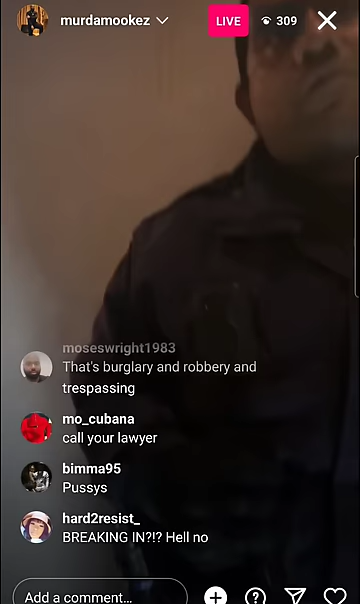 murdamookez
LIVE
309
moseswright1983
That's burglary and robbery and
trespassing
mo_cubana
call your lawyer
bimma95
Pussys
hard2resist_
BREAKING IN?!? Hell no
Add a comment...